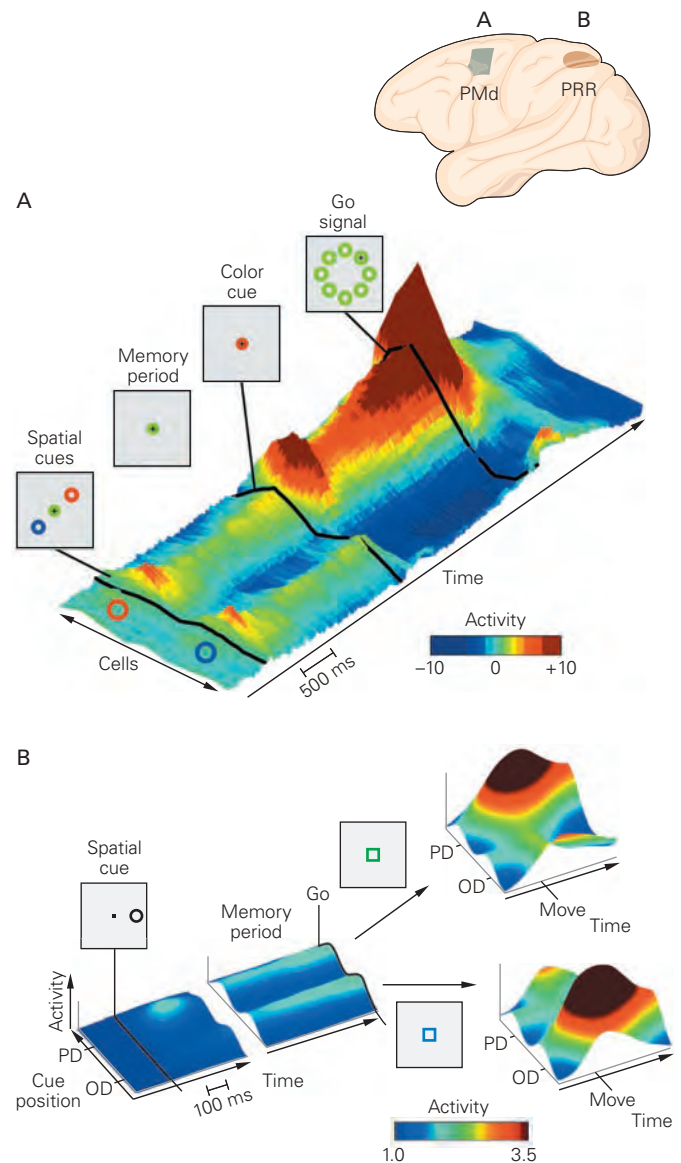 A B
PMd PRR
A
Go
signal
Color
cue
Memory
period
Spatial
cues
Time
Activity
–10 0 +10
Cells
500 ms
B
Spatial
cue
Go
Memory
period
PD
OD
Move
Time
Activity
PD
OD
Cue
position
Time
100 ms
PD
OD
Move
Time
Activity
1.0 3.5